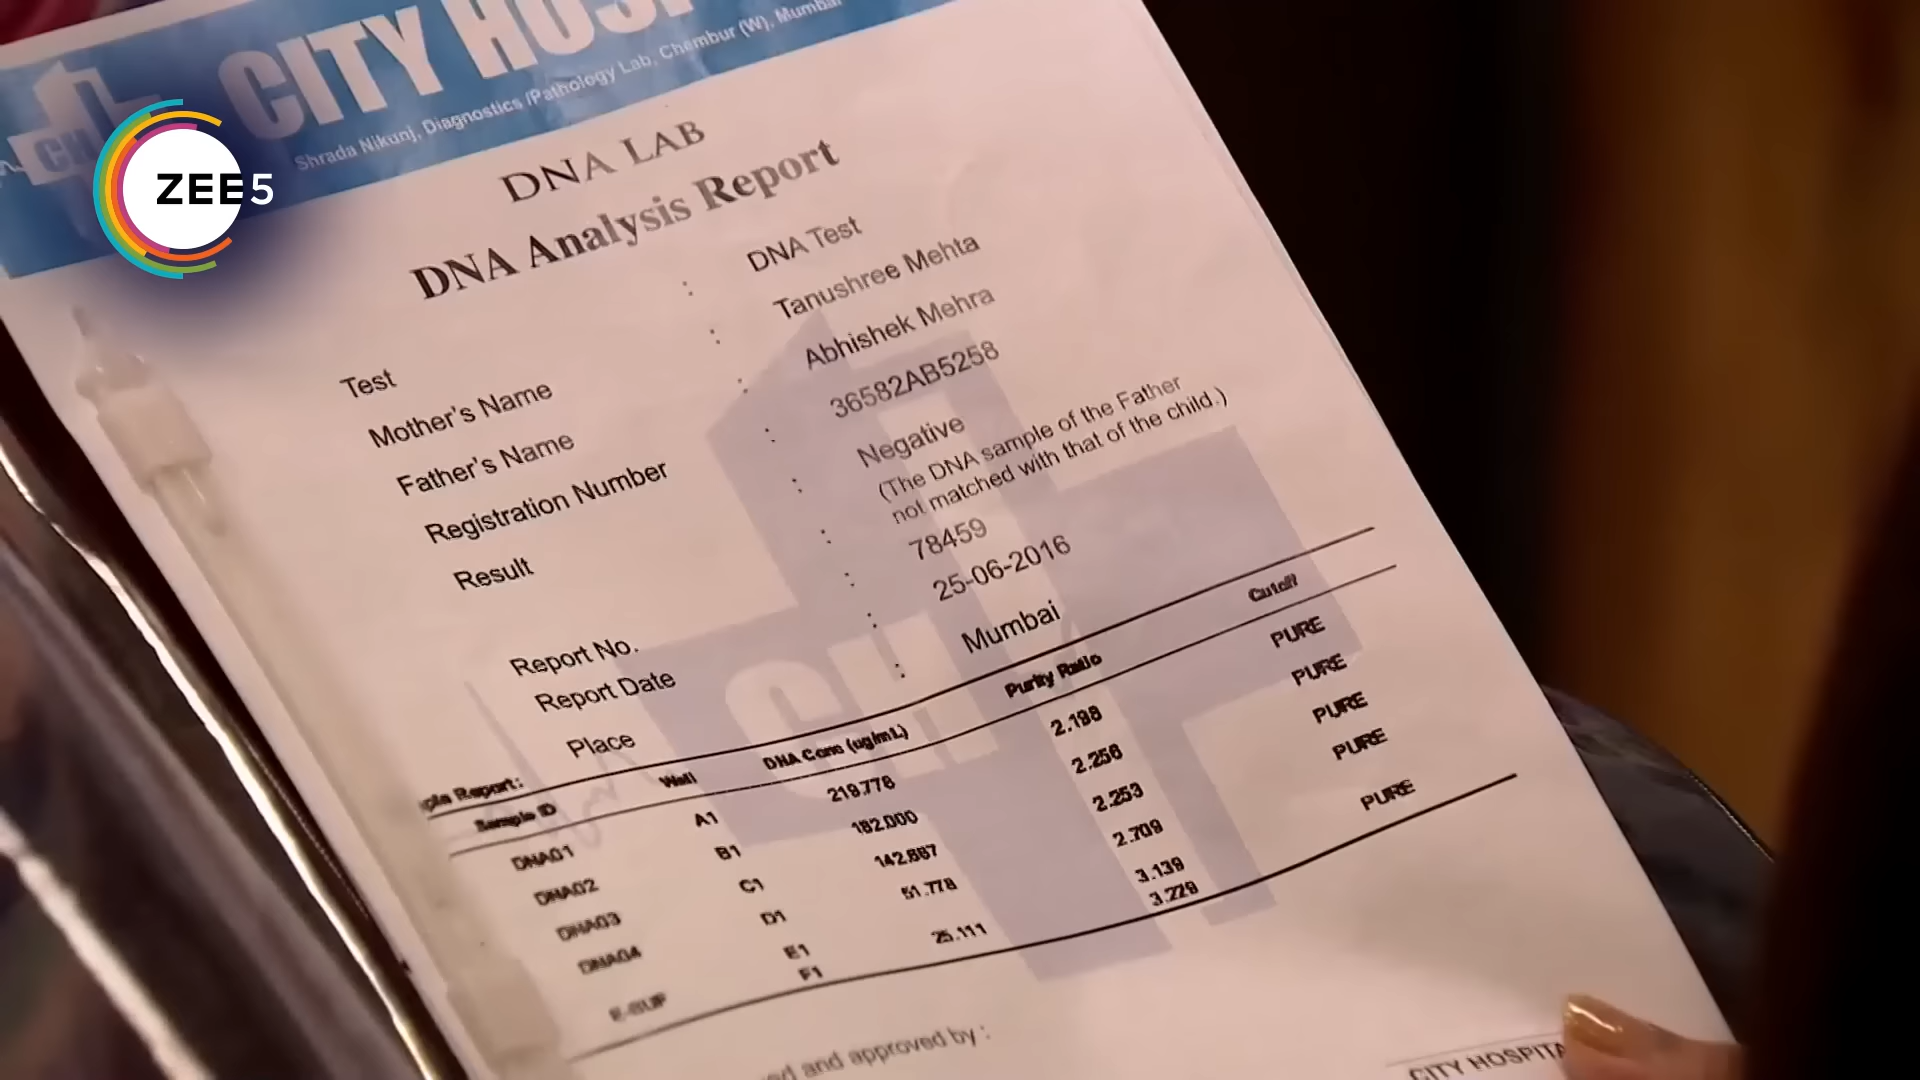 CITY HOSP
Shrada Nikunj, Diagnostics /Pathology Lab, Chembur (W), Mumbai
CH
ZEE5
DNA LAB
DNA Analysis Report
Test : DNA Test
Mother's Name : Tanushree Mehta
Father's Name : Abhishek Mehra
Registration Number : 36582AB5258
Result : Negative
(The DNA sample of the Father
not matched with that of the child.)
Report No. : 78459
Report Date : 25-06-2016
Place : Mumbai
CH
Report:
Sample ID Well DNA Conc (ug/mL) Purity Ratio Cutoff
DNA01 A1 219.778 2.198 PURE
DNA02 B1 182.000 2.256 PURE
DNA03 C1 142.667 2.253 PURE
DNA04 D1 51.778 2.709 PURE
E1 25.111 3.139 PURE
F1 3.229
and approved by :
CITY HOSPITA